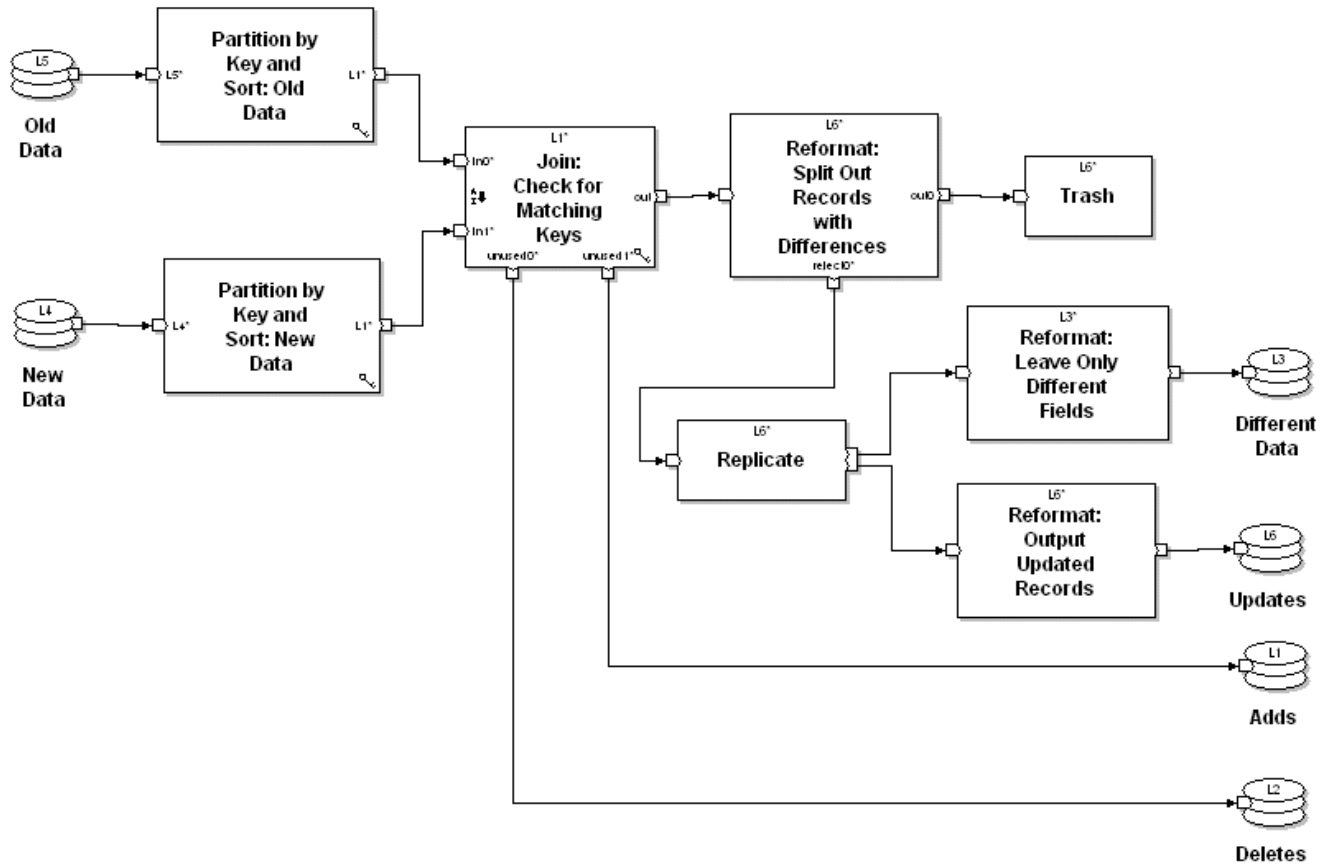 L5
Old
Data
L5*
Partition by
Key and
Sort: Old
Data
L1*
L4
New
Data
L4*
Partition by
Key and
Sort: New
Data
L1*
L1*
in0*
in1*
Join:
Check for
Matching
Keys
out
unused0*
unused1*
L6*
Reformat:
Split Out
Records
with
Differences
out0
reject0*
L6*
Trash
L6*
Replicate
L3*
Reformat:
Leave Only
Different
Fields
L3
Different
Data
L6*
Reformat:
Output
Updated
Records
L6
Updates
L1
Adds
L2
Deletes